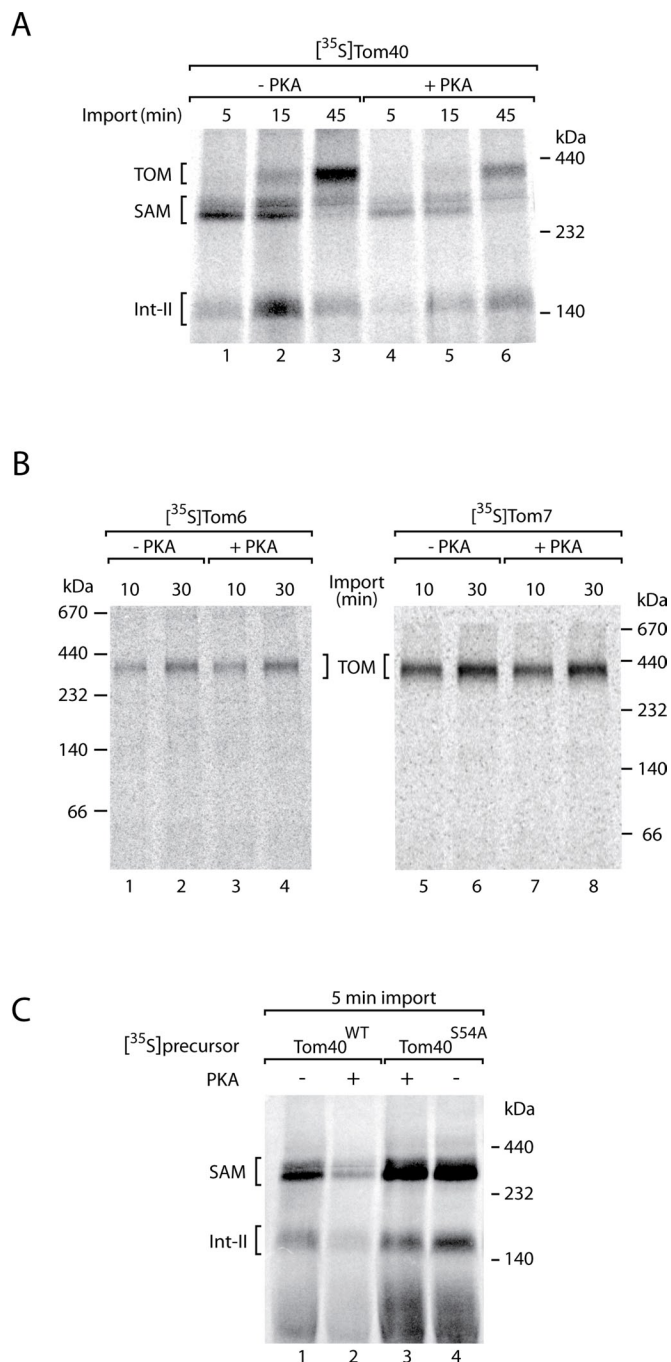 A
[³⁵S]Tom40
- PKA + PKA
Import (min) 5 15 45 5 15 45
kDa
TOM
SAM
Int-II
440
232
140
1 2 3 4 5 6
B
[³⁵S]Tom6 [³⁵S]Tom7
- PKA + PKA - PKA + PKA
kDa 10 30 10 30 Import (min) 10 30 10 30 kDa
670 670
440 TOM 440
232 232
140 140
66 66
1 2 3 4 5 6 7 8
C
5 min import
[³⁵S]precursor Tom40WT Tom40S54A
PKA - + + -
kDa
SAM
Int-II
440
232
140
1 2 3 4